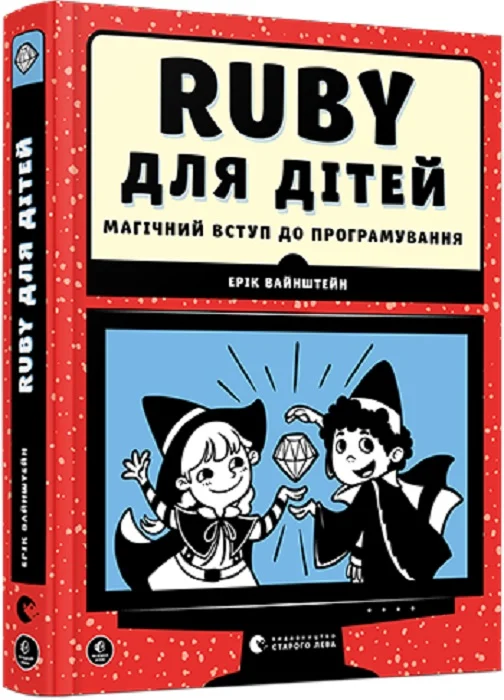 RUBY
ДЛЯ ДІТЕЙ
МАГІЧНИЙ ВСТУП ДО ПРОГРАМУВАННЯ
ЕРІК ВАЙНШТЕЙН
RUBY ДЛЯ ДІТЕЙ
ЕРІК ВАЙНШТЕЙН
ВИДАВНИЦТВО
СТАРОГО ЛЕВА